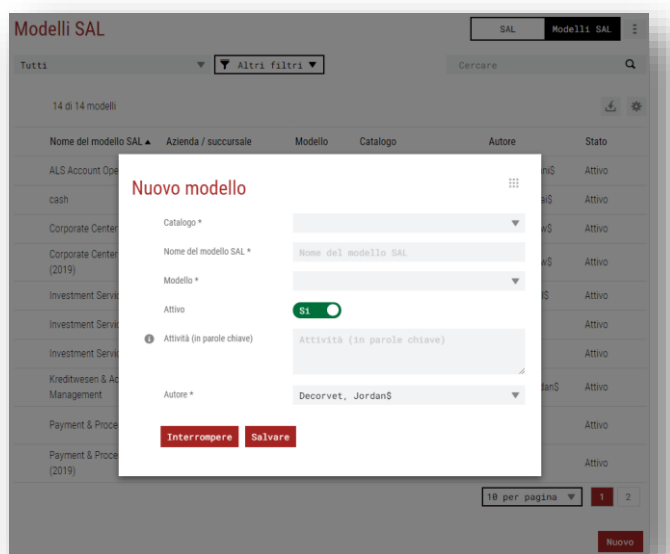 Modelli SAL
SAL Modelli SAL
Tutti Altri filtri Cercare
14 di 14 modelli
Nome del modello SAL Azienda / succursale Modello Catalogo Autore Stato
ALS Account Ope Attivo
cash Attivo
Corporate Center Attivo
Corporate Center
(2019) Attivo
Investment Servic Attivo
Investment Servic Attivo
Investment Servic Attivo
Kreditwesen & Ac
Management Attivo
Payment & Proce Attivo
Payment & Proce
(2019) Attivo
Nuovo modello
Catalogo *
Nome del modello SAL * Nome del modello SAL
Modello *
Attivo Sì
Attività (in parole chiave) Attività (in parole chiave)
Autore * Decorvet, Jordan$
Interrompere Salvare
10 per pagina 1 2
Nuovo